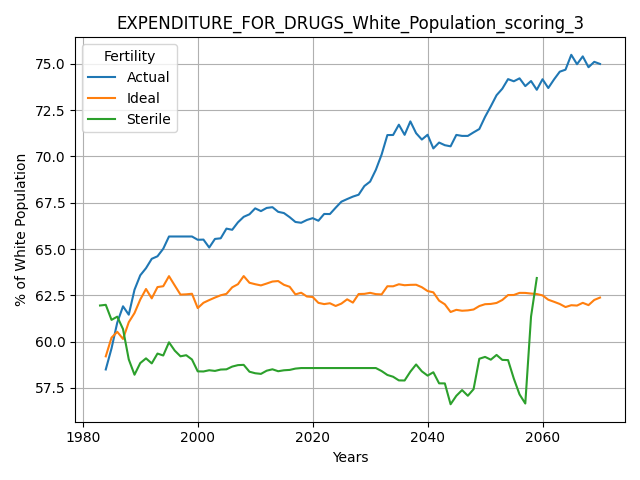 EXPENDITURE_FOR_DRUGS_White_Population_scoring_3
Fertility
Actual
Ideal
Sterile
75.0
72.5
70.0
67.5
65.0
62.5
60.0
57.5
% of White Population
1980
2000
2020
2040
2060
Years